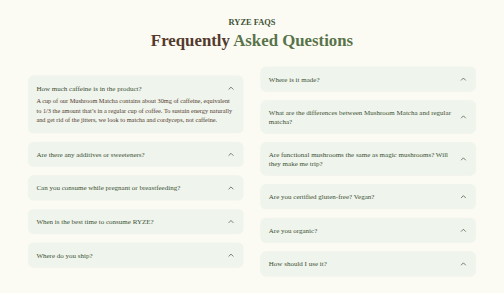 RYZE FAQS
Frequently Asked Questions
How much caffeine is in the product?
A cup of our Mushroom Matcha contains about 30mg of caffeine, equivalent
to 1/3 the amount that's in a regular cup of coffee. To sustain energy naturally
and get rid of the jitters, we look to matcha and cordyceps, not caffeine.
Are there any additives or sweeteners?
Can you consume while pregnant or breastfeeding?
When is the best time to consume RYZE?
Where do you ship?
Where is it made?
What are the differences between Mushroom Matcha and regular
matcha?
Are functional mushrooms the same as magic mushrooms? Will
they make me trip?
Are you certified gluten-free? Vegan?
Are you organic?
How should I use it?